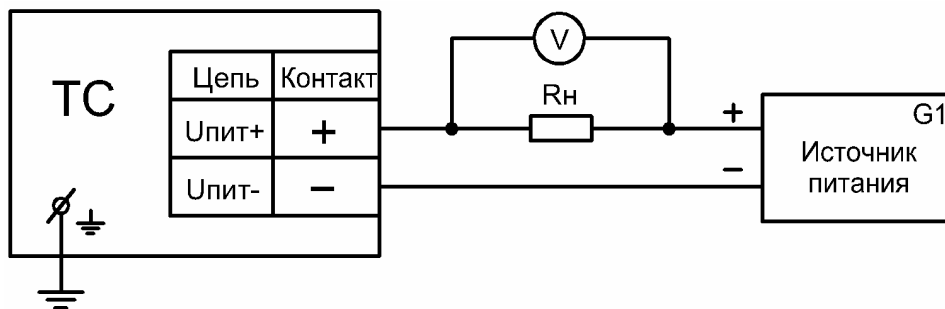 V
Rн
ТС
Цепь Контакт
Uпит+ +
Uпит- −
+
−
G1
Источник
питания